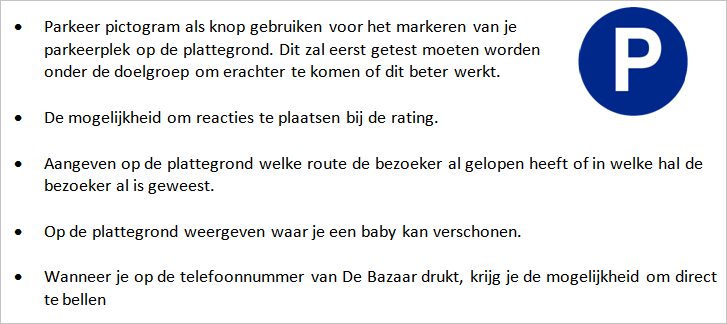 • Parkeer pictogram als knop gebruiken voor het markeren van je
parkeerplek op de plattegrond. Dit zal eerst getest moeten worden
onder de doelgroep om erachter te komen of dit beter werkt.
P
• De mogelijkheid om reacties te plaatsen bij de rating.
• Aangeven op de plattegrond welke route de bezoeker al gelopen heeft of in welke hal de
bezoeker al is geweest.
• Op de plattegrond weergeven waar je een baby kan verschonen.
• Wanneer je op de telefoonnummer van De Bazaar drukt, krijg je de mogelijkheid om direct
te bellen